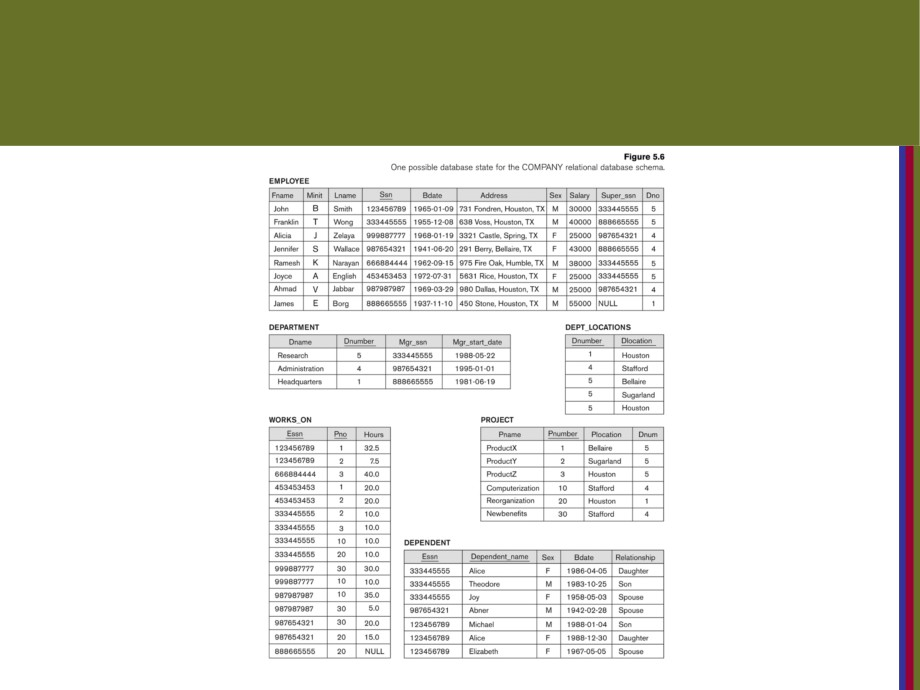 Figure 5.6
One possible database state for the COMPANY relational database schema.
EMPLOYEE
Fname Minit Lname Ssn Bdate Address Sex Salary Super_ssn Dno
John B Smith 123456789 1965-01-09 731 Fondren, Houston, TX M 30000 333445555 5
Franklin T Wong 333445555 1955-12-08 638 Voss, Houston, TX M 40000 888665555 5
Alicia J Zelaya 999887777 1968-01-19 3321 Castle, Spring, TX F 25000 987654321 4
Jennifer S Wallace 987654321 1941-06-20 291 Berry, Bellaire, TX F 43000 888665555 4
Ramesh K Narayan 666884444 1962-09-15 975 Fire Oak, Humble, TX M 38000 333445555 5
Joyce A English 453453453 1972-07-31 5631 Rice, Houston, TX F 25000 333445555 5
Ahmad V Jabbar 987987987 1969-03-29 980 Dallas, Houston, TX M 25000 987654321 4
James E Borg 888665555 1937-11-10 450 Stone, Houston, TX M 55000 NULL 1
DEPARTMENT
Dname Dnumber Mgr_ssn Mgr_start_date
Research 5 333445555 1988-05-22
Administration 4 987654321 1995-01-01
Headquarters 1 888665555 1981-06-19
DEPT_LOCATIONS
Dnumber Dlocation
1 Houston
4 Stafford
5 Bellaire
5 Sugarland
5 Houston
WORKS_ON
Essn Pno Hours
123456789 1 32.5
123456789 2 7.5
666884444 3 40.0
453453453 1 20.0
453453453 2 20.0
333445555 2 10.0
333445555 3 10.0
333445555 10 10.0
333445555 20 10.0
999887777 30 30.0
999887777 10 10.0
987987987 10 35.0
987987987 30 5.0
987654321 30 20.0
987654321 20 15.0
888665555 20 NULL
PROJECT
Pname Pnumber Plocation Dnum
ProductX 1 Bellaire 5
ProductY 2 Sugarland 5
ProductZ 3 Houston 5
Computerization 10 Stafford 4
Reorganization 20 Houston 1
Newbenefits 30 Stafford 4
DEPENDENT
Essn Dependent_name Sex Bdate Relationship
333445555 Alice F 1986-04-05 Daughter
333445555 Theodore M 1983-10-25 Son
333445555 Joy F 1958-05-03 Spouse
987654321 Abner M 1942-02-28 Spouse
123456789 Michael M 1988-01-04 Son
123456789 Alice F 1988-12-30 Daughter
123456789 Elizabeth F 1967-05-05 Spouse